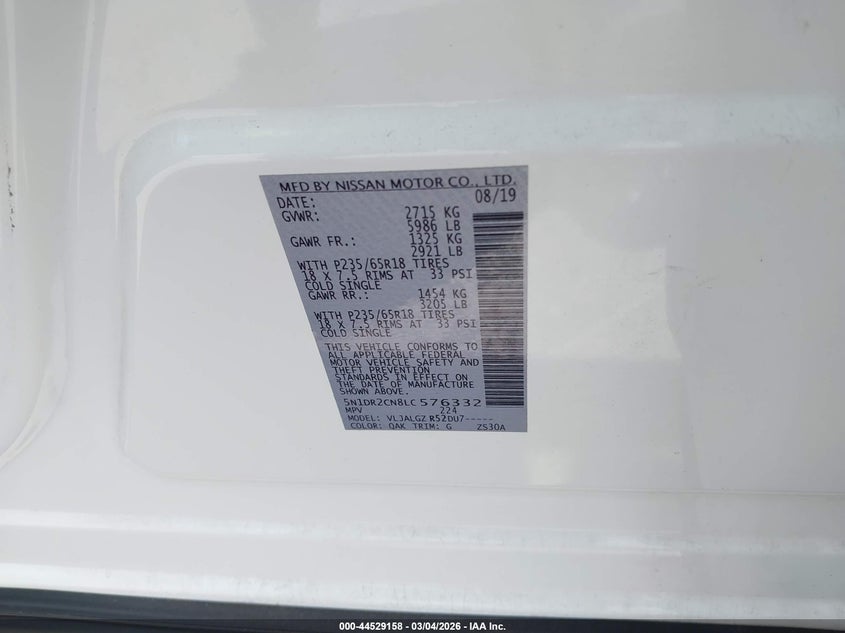 MFD BY NISSAN MOTOR CO., LTD.
DATE: 08/19
GVWR: 2715 KG
5986 LB
GAWR FR.: 1325 KG
2921 LB
WITH P235/65R18 TIRES
18 X 7.5 RIMS AT 33 PSI
COLD SINGLE
GAWR RR.: 1454 KG
3205 LB
WITH P235/65R18 TIRES
18 X 7.5 RIMS AT 33 PSI
COLD SINGLE
THIS VEHICLE CONFORMS TO
ALL APPLICABLE FEDERAL
MOTOR VEHICLE SAFETY AND
THEFT PREVENTION
STANDARDS IN EFFECT ON
THE DATE OF MANUFACTURE
SHOWN ABOVE.
5N1DR2CN8LC576332
MPV 224
MODEL: VLJALGZ R52DU7-----
COLOR: QAK TRIM: G ZS30A
000-44529158 - 03/04/2026 - IAA Inc.